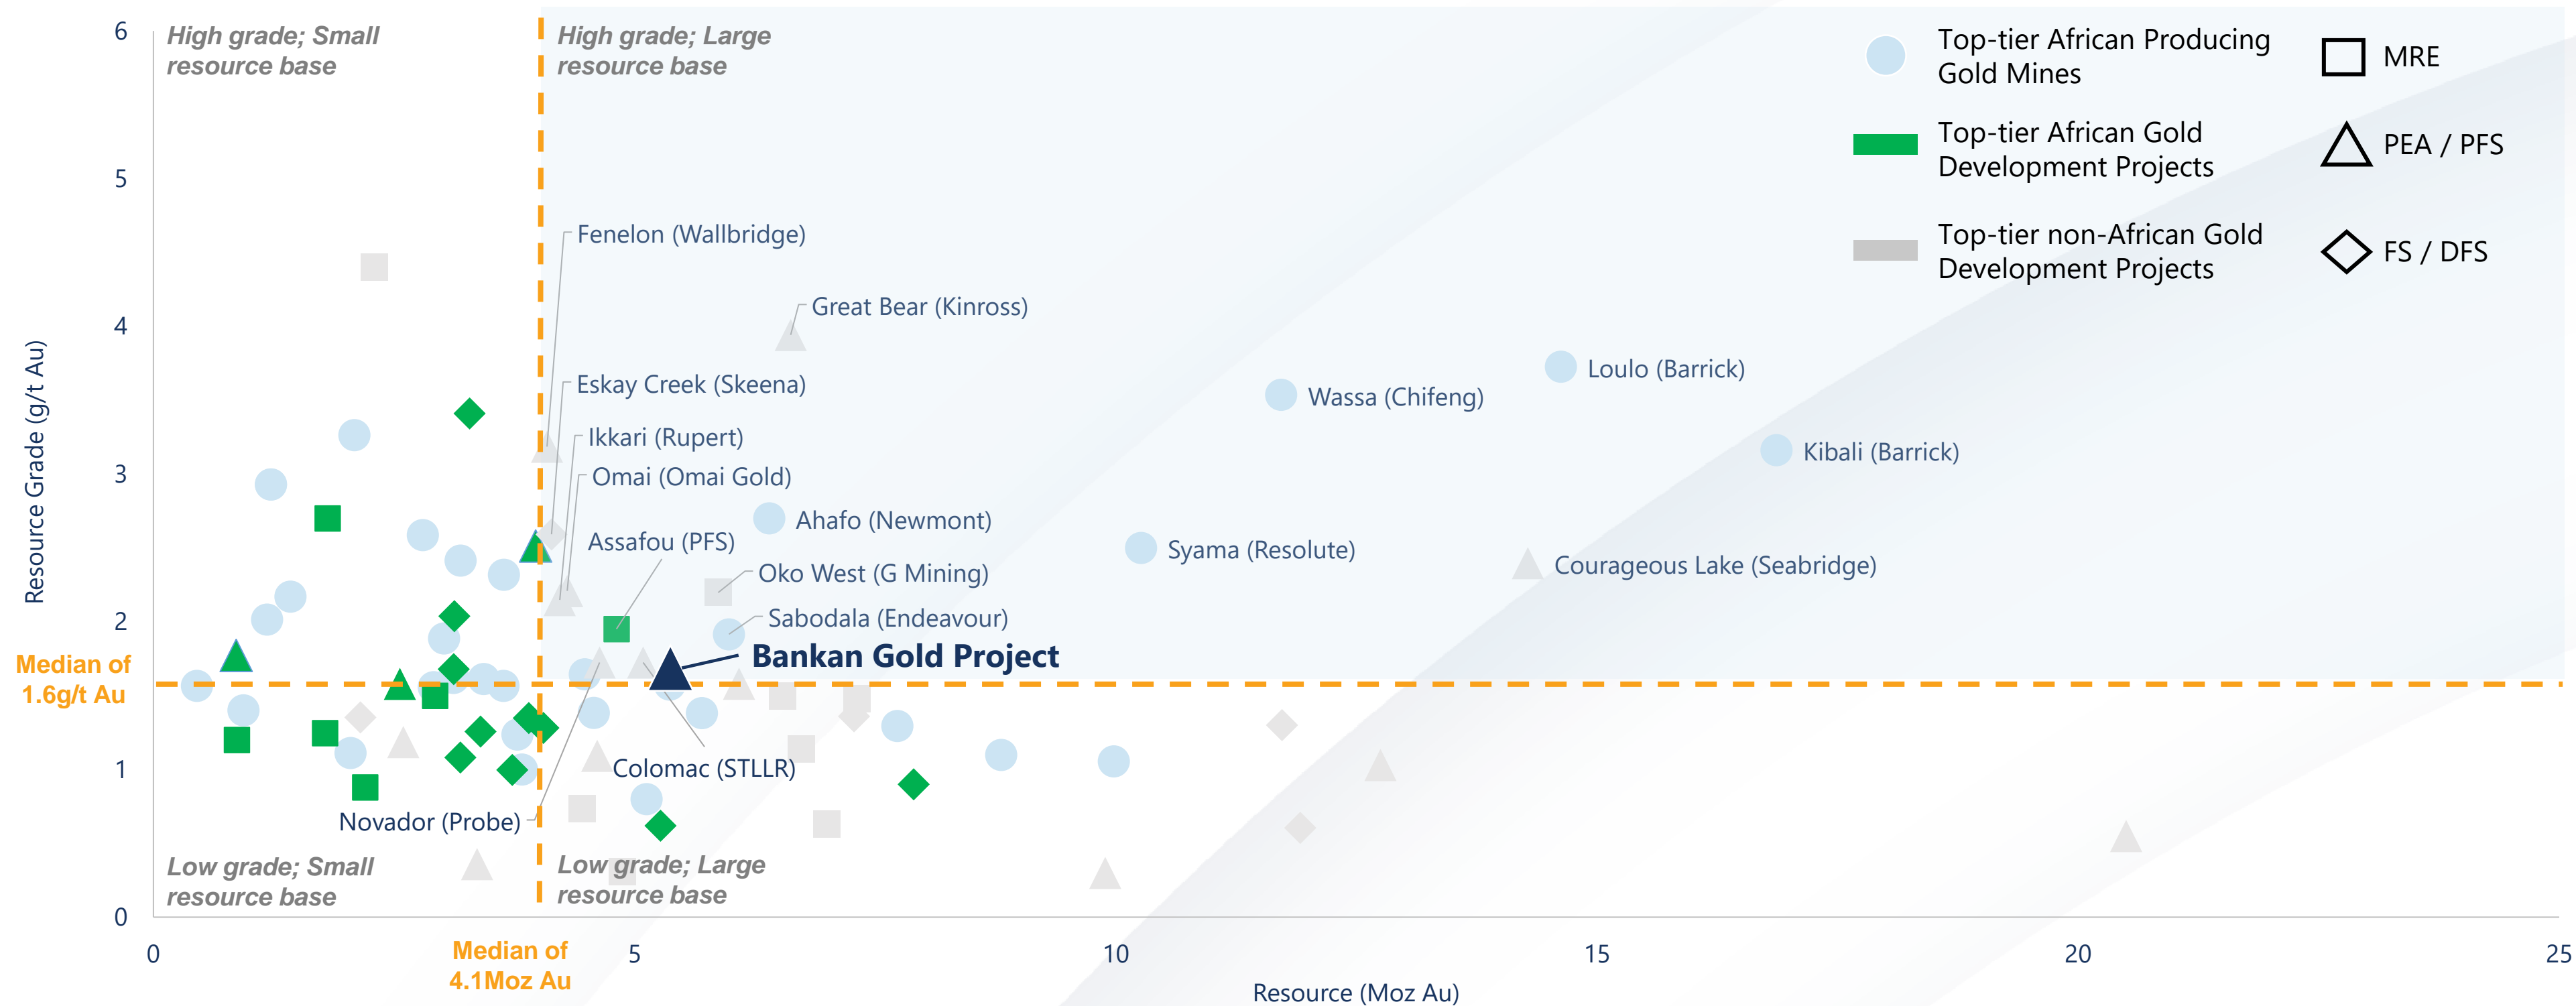 High grade; Small
resource base
High grade; Large
resource base
Top-tier African Producing
Gold Mines
MRE
Top-tier African Gold
Development Projects
PEA / PFS
Top-tier non-African Gold
Development Projects
FS / DFS
6
5
4
3
2
1
0
Resource Grade (g/t Au)
Fenelon (Wallbridge)
Great Bear (Kinross)
Eskay Creek (Skeena)
Loulo (Barrick)
Wassa (Chifeng)
Ikkari (Rupert)
Kibali (Barrick)
Omai (Omai Gold)
Ahafo (Newmont)
Assafou (PFS)
Syama (Resolute)
Courageous Lake (Seabridge)
Oko West (G Mining)
Sabodala (Endeavour)
Bankan Gold Project
Median of
1.6g/t Au
Colomac (STLLR)
Novador (Probe)
Low grade; Small
resource base
Low grade; Large
resource base
0
5
10
15
20
25
Median of
4.1Moz Au
Resource (Moz Au)